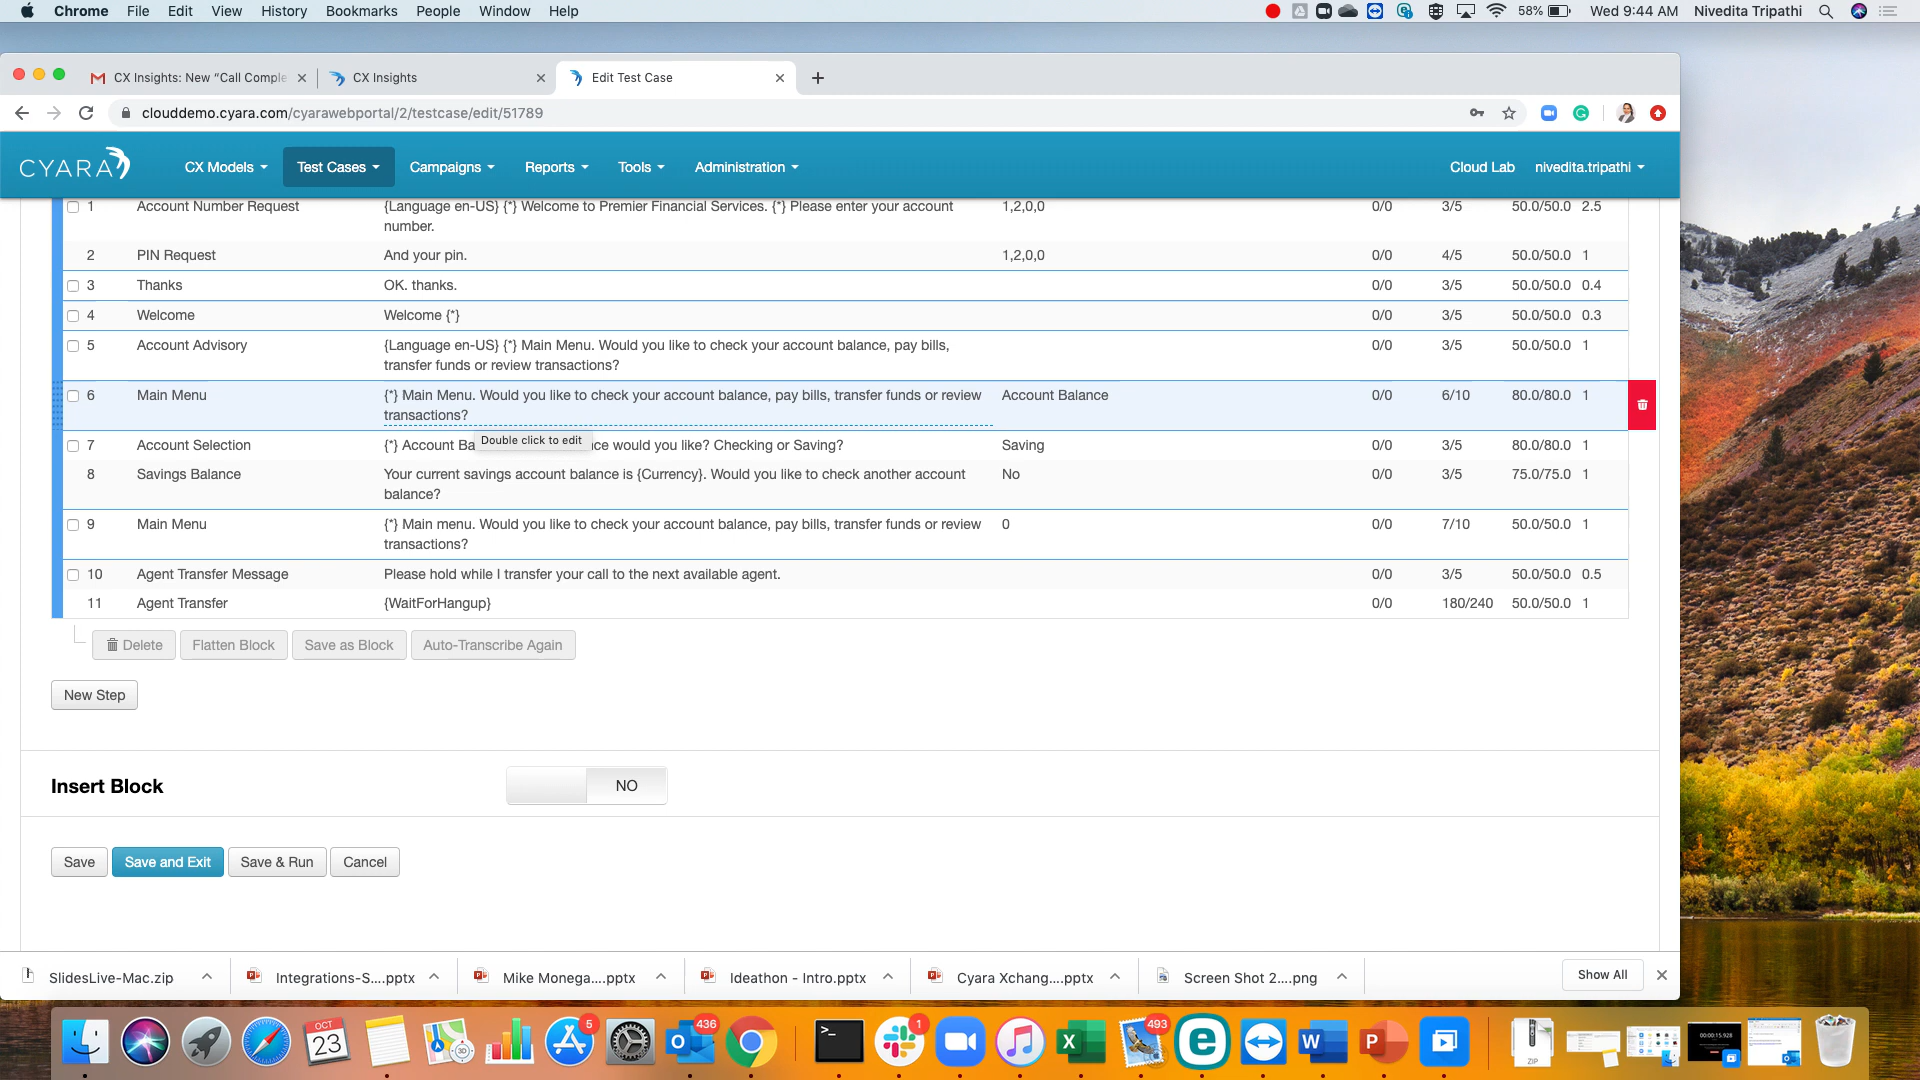 Chrome File Edit View History Bookmarks People Window Help
58% Wed 9:44 AM Nivedita Tripathi
CX Insights: New “Call Comple
CX Insights
Edit Test Case
clouddemo.cyara.com/cyarawebportal/2/testcase/edit/51789
CYARA CX Models Test Cases Campaigns Reports Tools Administration Cloud Lab nivedita.tripathi
1 Account Number Request {Language en-US} {*} Welcome to Premier Financial Services. {*} Please enter your account 1,2,0,0 0/0 3/5 50.0/50.0 2.5
number.
2 PIN Request And your pin. 1,2,0,0 0/0 4/5 50.0/50.0 1
3 Thanks OK. thanks. 0/0 3/5 50.0/50.0 0.4
4 Welcome Welcome {*} 0/0 3/5 50.0/50.0 0.3
5 Account Advisory {Language en-US} {*} Main Menu. Would you like to check your account balance, pay bills, 0/0 3/5 50.0/50.0 1
transfer funds or review transactions?
6 Main Menu {*} Main Menu. Would you like to check your account balance, pay bills, transfer funds or review Account Balance 0/0 6/10 80.0/80.0 1
transactions?
Double click to edit
7 Account Selection {*} Account Ba ce would you like? Checking or Saving? Saving 0/0 3/5 80.0/80.0 1
8 Savings Balance Your current savings account balance is {Currency}. Would you like to check another account No 0/0 3/5 75.0/75.0 1
balance?
9 Main Menu {*} Main menu. Would you like to check your account balance, pay bills, transfer funds or review 0 0/0 7/10 50.0/50.0 1
transactions?
10 Agent Transfer Message Please hold while I transfer your call to the next available agent. 0/0 3/5 50.0/50.0 0.5
11 Agent Transfer {WaitForHangup} 0/0 180/240 50.0/50.0 1
Delete Flatten Block Save as Block Auto-Transcribe Again
New Step
Insert Block NO
Save Save and Exit Save & Run Cancel
SlidesLive-Mac.zip Integrations-S....pptx Mike Monega....pptx Ideathon - Intro.pptx Cyara Xchang....pptx Screen Shot 2....png Show All
OCT 23 3D 5 436 1 493 ZIP